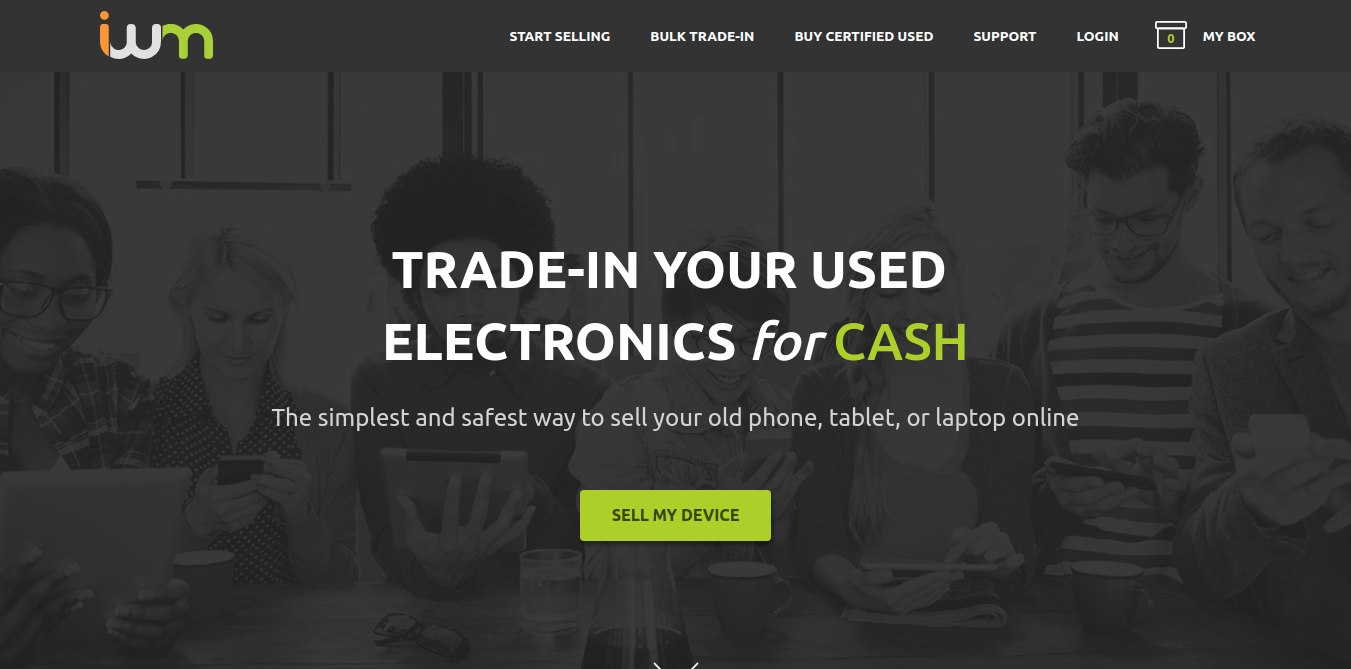 iwm
START SELLING BULK TRADE-IN BUY CERTIFIED USED SUPPORT LOGIN 0 MY BOX
TRADE-IN YOUR USED
ELECTRONICS for CASH
The simplest and safest way to sell your old phone, tablet, or laptop online
SELL MY DEVICE